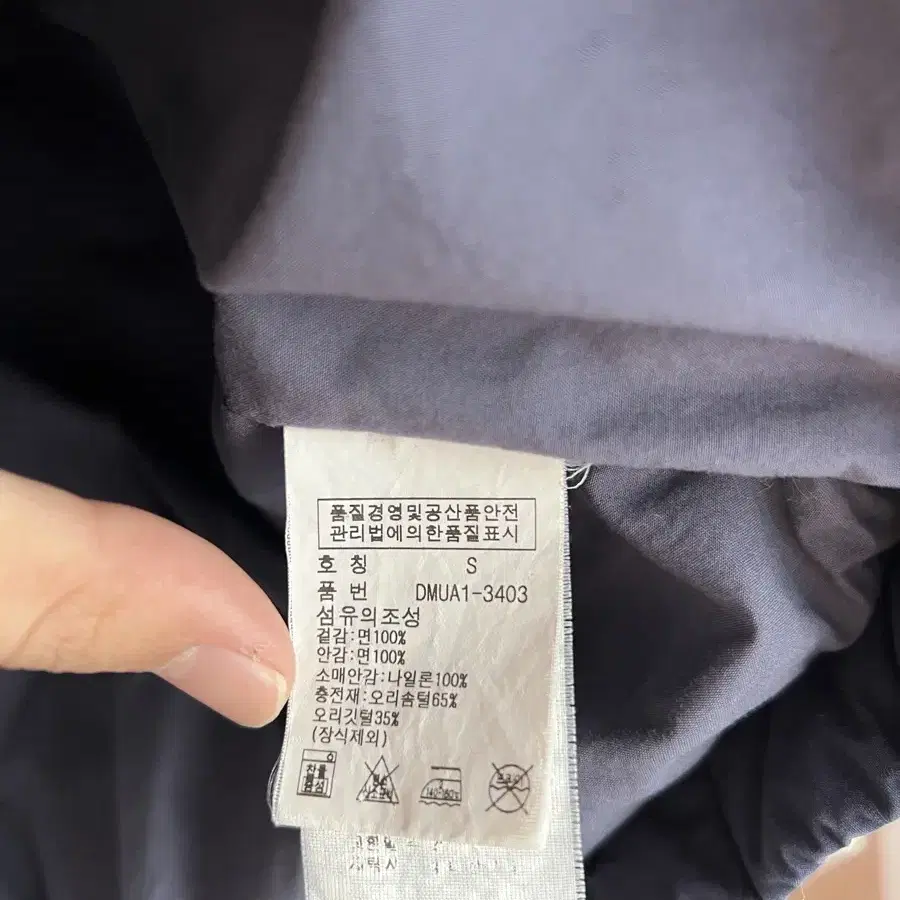 품질경영및공산품안전
관리법에의한품질표시
호 칭 S
품 번 DMUA1-3403
섬유의조성
겉감:면100%
안감:면100%
소매안감:나일론100%
충전재:오리솜털65%
오리깃털35%
(장식제외)
140~160℃